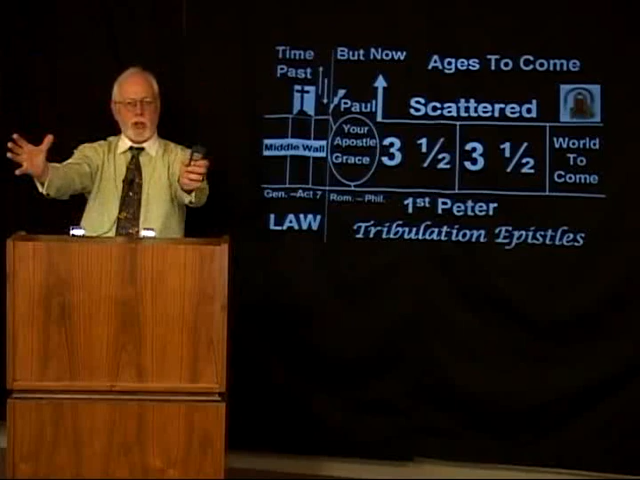 Time Past
But Now
Ages To Come
Paul
Scattered
Middle Wall
Your Apostle Grace
3 ½
3 ½
World To Come
Gen. –Act 7
Rom. – Phil.
1st Peter
LAW
Tribulation Epistles